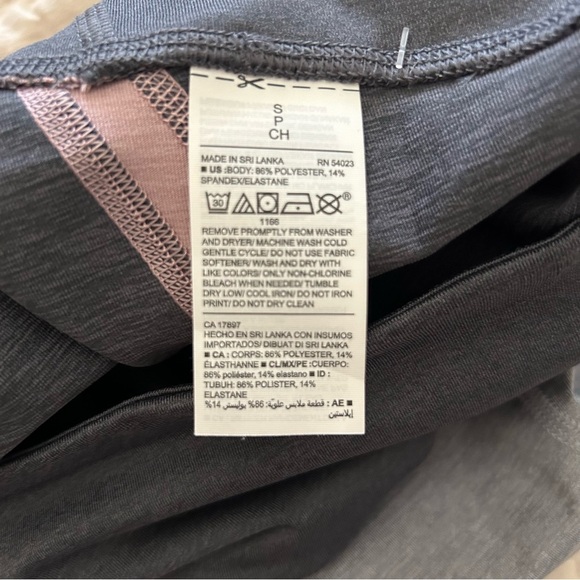 S
P
CH
MADE IN SRI LANKA RN 54023
■ US :BODY: 86% POLYESTER, 14%
SPANDEX/ELASTANE
30 ®
1166
REMOVE PROMPTLY FROM WASHER
AND DRYER/ MACHINE WASH COLD
GENTLE CYCLE/ DO NOT USE FABRIC
SOFTENER/ WASH AND DRY WITH
LIKE COLORS/ ONLY NON-CHLORINE
BLEACH WHEN NEEDED/ TUMBLE
DRY LOW/ COOL IRON/ DO NOT IRON
PRINT/ DO NOT DRY CLEAN
CA 17897
HECHO EN SRI LANKA CON INSUMOS
IMPORTADOS/ DIBUAT DI SRI LANKA
■ CA : CORPS: 86% POLYESTER, 14%
ÉLASTHANNE ■ CL/MX/PE :CUERPO:
86% poliéster, 14% elastano ■ ID :
TUBUH: 86% POLISTER, 14%
ELASTANE
■ AE : قطعة ملابس علويّة: 86% بوليستر 14%
إيلاستين